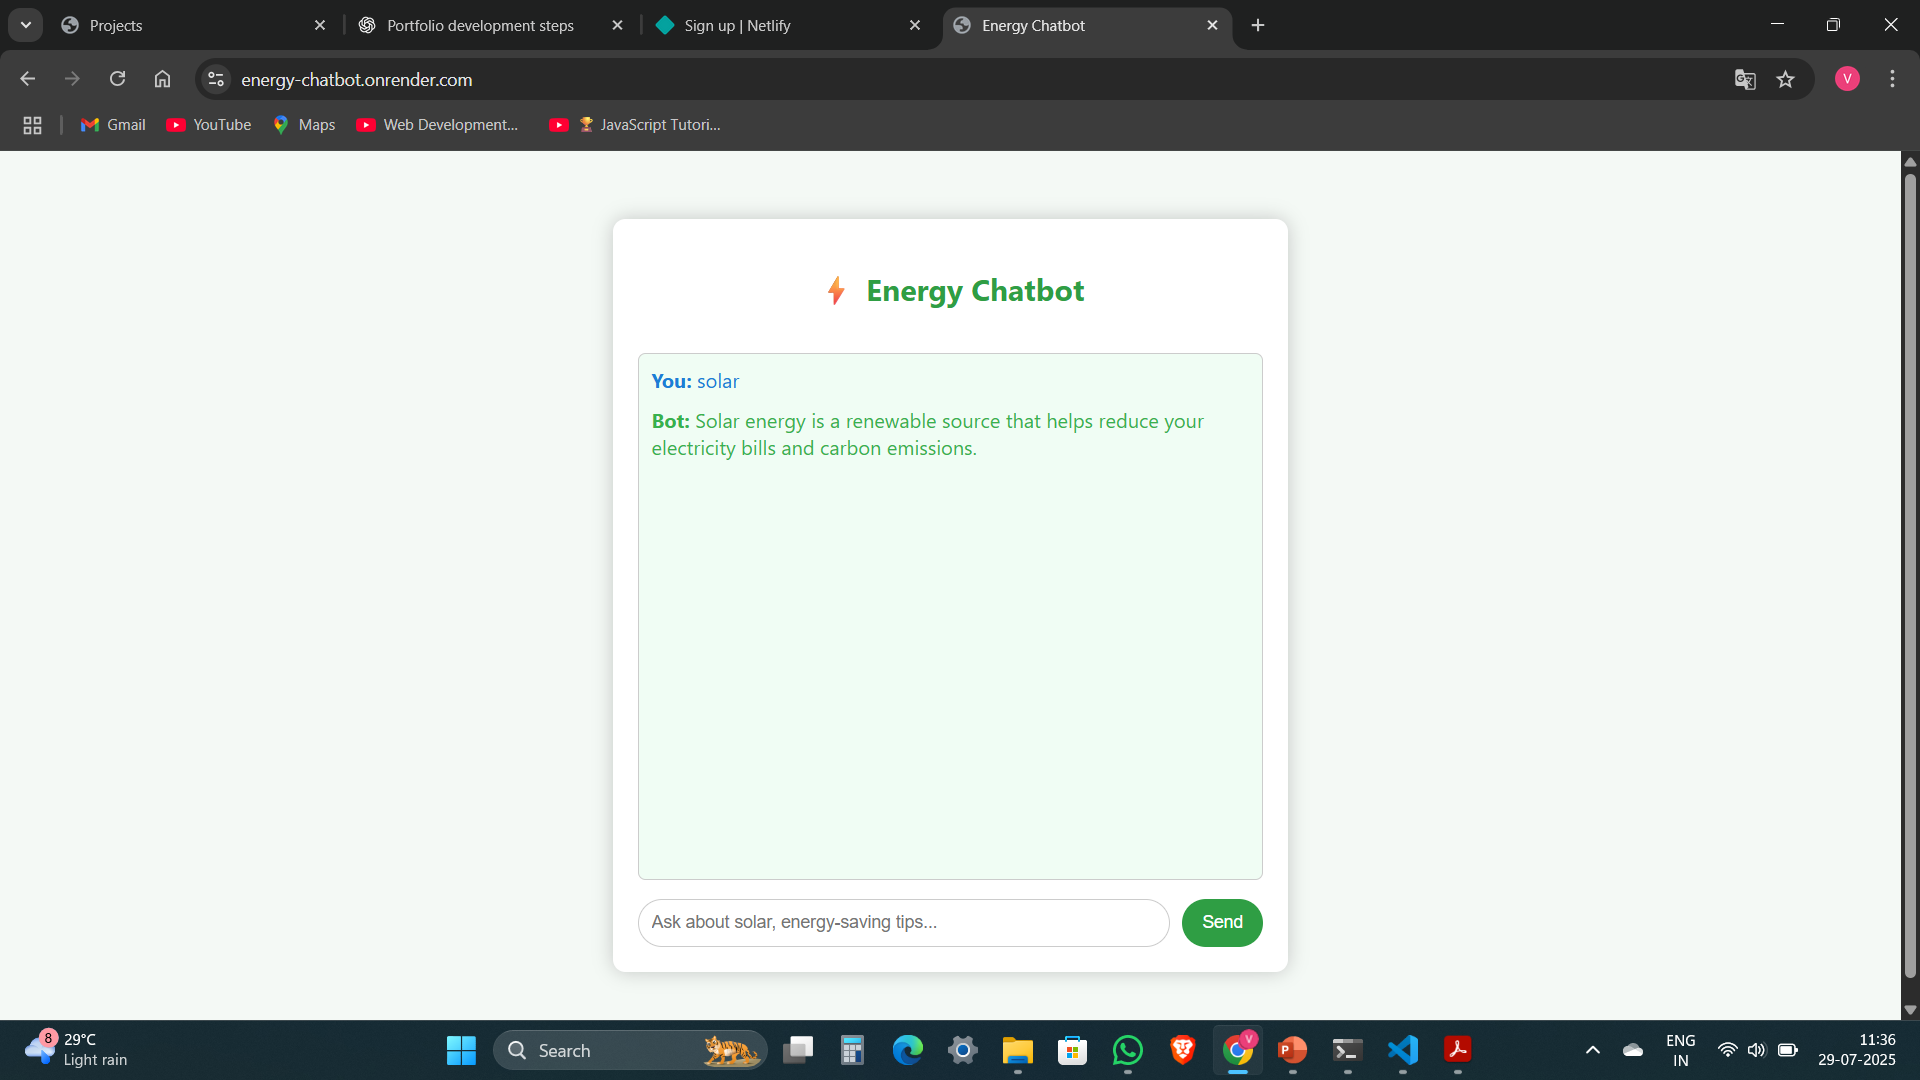 Projects
Portfolio development steps
Sign up | Netlify
Energy Chatbot
energy-chatbot.onrender.com
V
Gmail
YouTube
Maps
Web Development...
🏆 JavaScript Tutori...
⚡ Energy Chatbot
You: solar
Bot: Solar energy is a renewable source that helps reduce your
electricity bills and carbon emissions.
Ask about solar, energy-saving tips...
Send
8
29°C
Light rain
Search
V
P
ENG
IN
11:36
29-07-2025